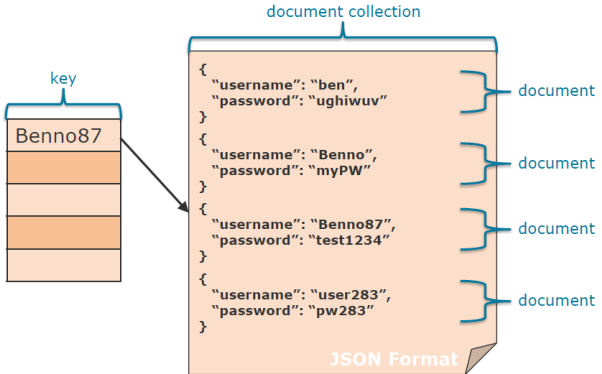 document collection
key
Benno87
{
“username”: “ben”,
“password”: “ughiwuv”
}
document
{
“username”: “Benno”,
“password”: “myPW”
}
document
{
“username”: “Benno87”,
“password”: “test1234”
}
document
{
“username”: “user283”,
“password”: “pw283”
}
document
JSON Format